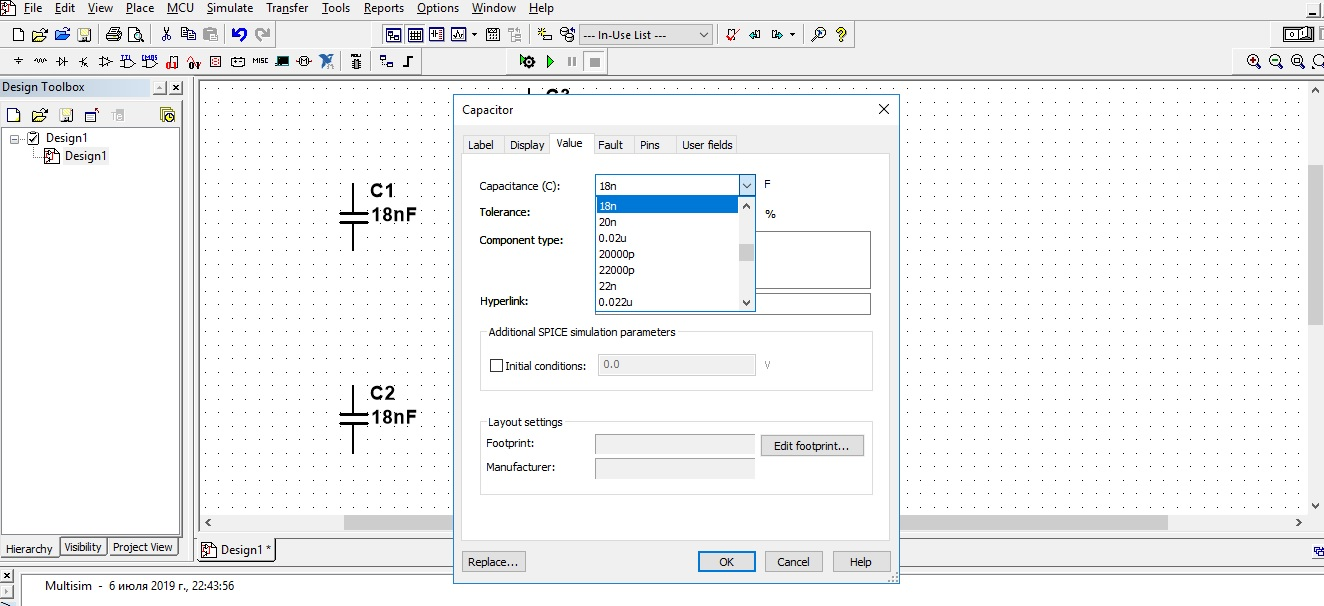 File Edit View Place MCU Simulate Transfer Tools Reports Options Window Help
--- In-Use List ---
MISC
Design Toolbox
Design1
Design1
C1
18nF
C2
18nF
Capacitor
Label Display Value Fault Pins User fields
Capacitance (C): 18n F
18n
Tolerance: %
20n
0.02u
Component type:
20000p
22000p
22n
Hyperlink: 0.022u
Additional SPICE simulation parameters
Initial conditions: 0.0 V
Layout settings
Footprint: Edit footprint...
Manufacturer:
Replace... OK Cancel Help
Hierarchy Visibility Project View
Design1 *
Multisim - 6 июля 2019 г., 22:43:56